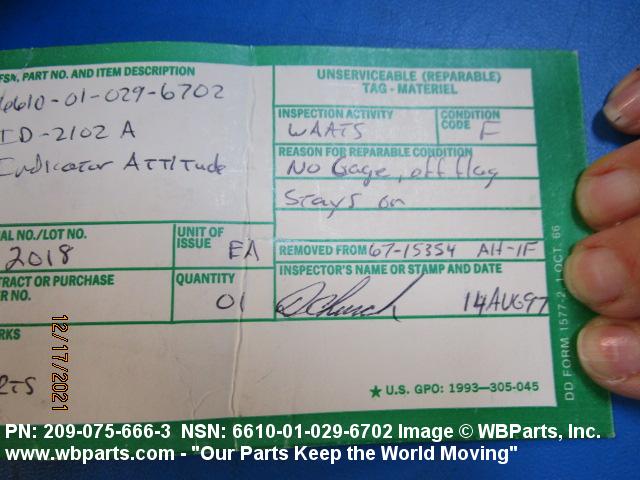 FSN, PART NO. AND ITEM DESCRIPTION
6610-01-029-6702
ID-2102 A
Indicator Attitude
AL NO./LOT NO.
2018
UNIT OF ISSUE
EA
TRACT OR PURCHASE
ER NO.
QUANTITY
01
RKS
RTS
UNSERVICEABLE (REPARABLE)
TAG - MATERIEL
INSPECTION ACTIVITY
WAATS
CONDITION CODE
F
REASON FOR REPARABLE CONDITION
No Gage, off flag
Stays on
REMOVED FROM 67-15354 AH-1F
INSPECTOR'S NAME OR STAMP AND DATE
14 AUG 97
★ U.S. GPO: 1993—305-045
DD FORM 1577-2, 1 OCT. 66
12/17/2021
PN: 209-075-666-3 NSN: 6610-01-029-6702 Image © WBParts, Inc.
www.wbparts.com - "Our Parts Keep the World Moving"